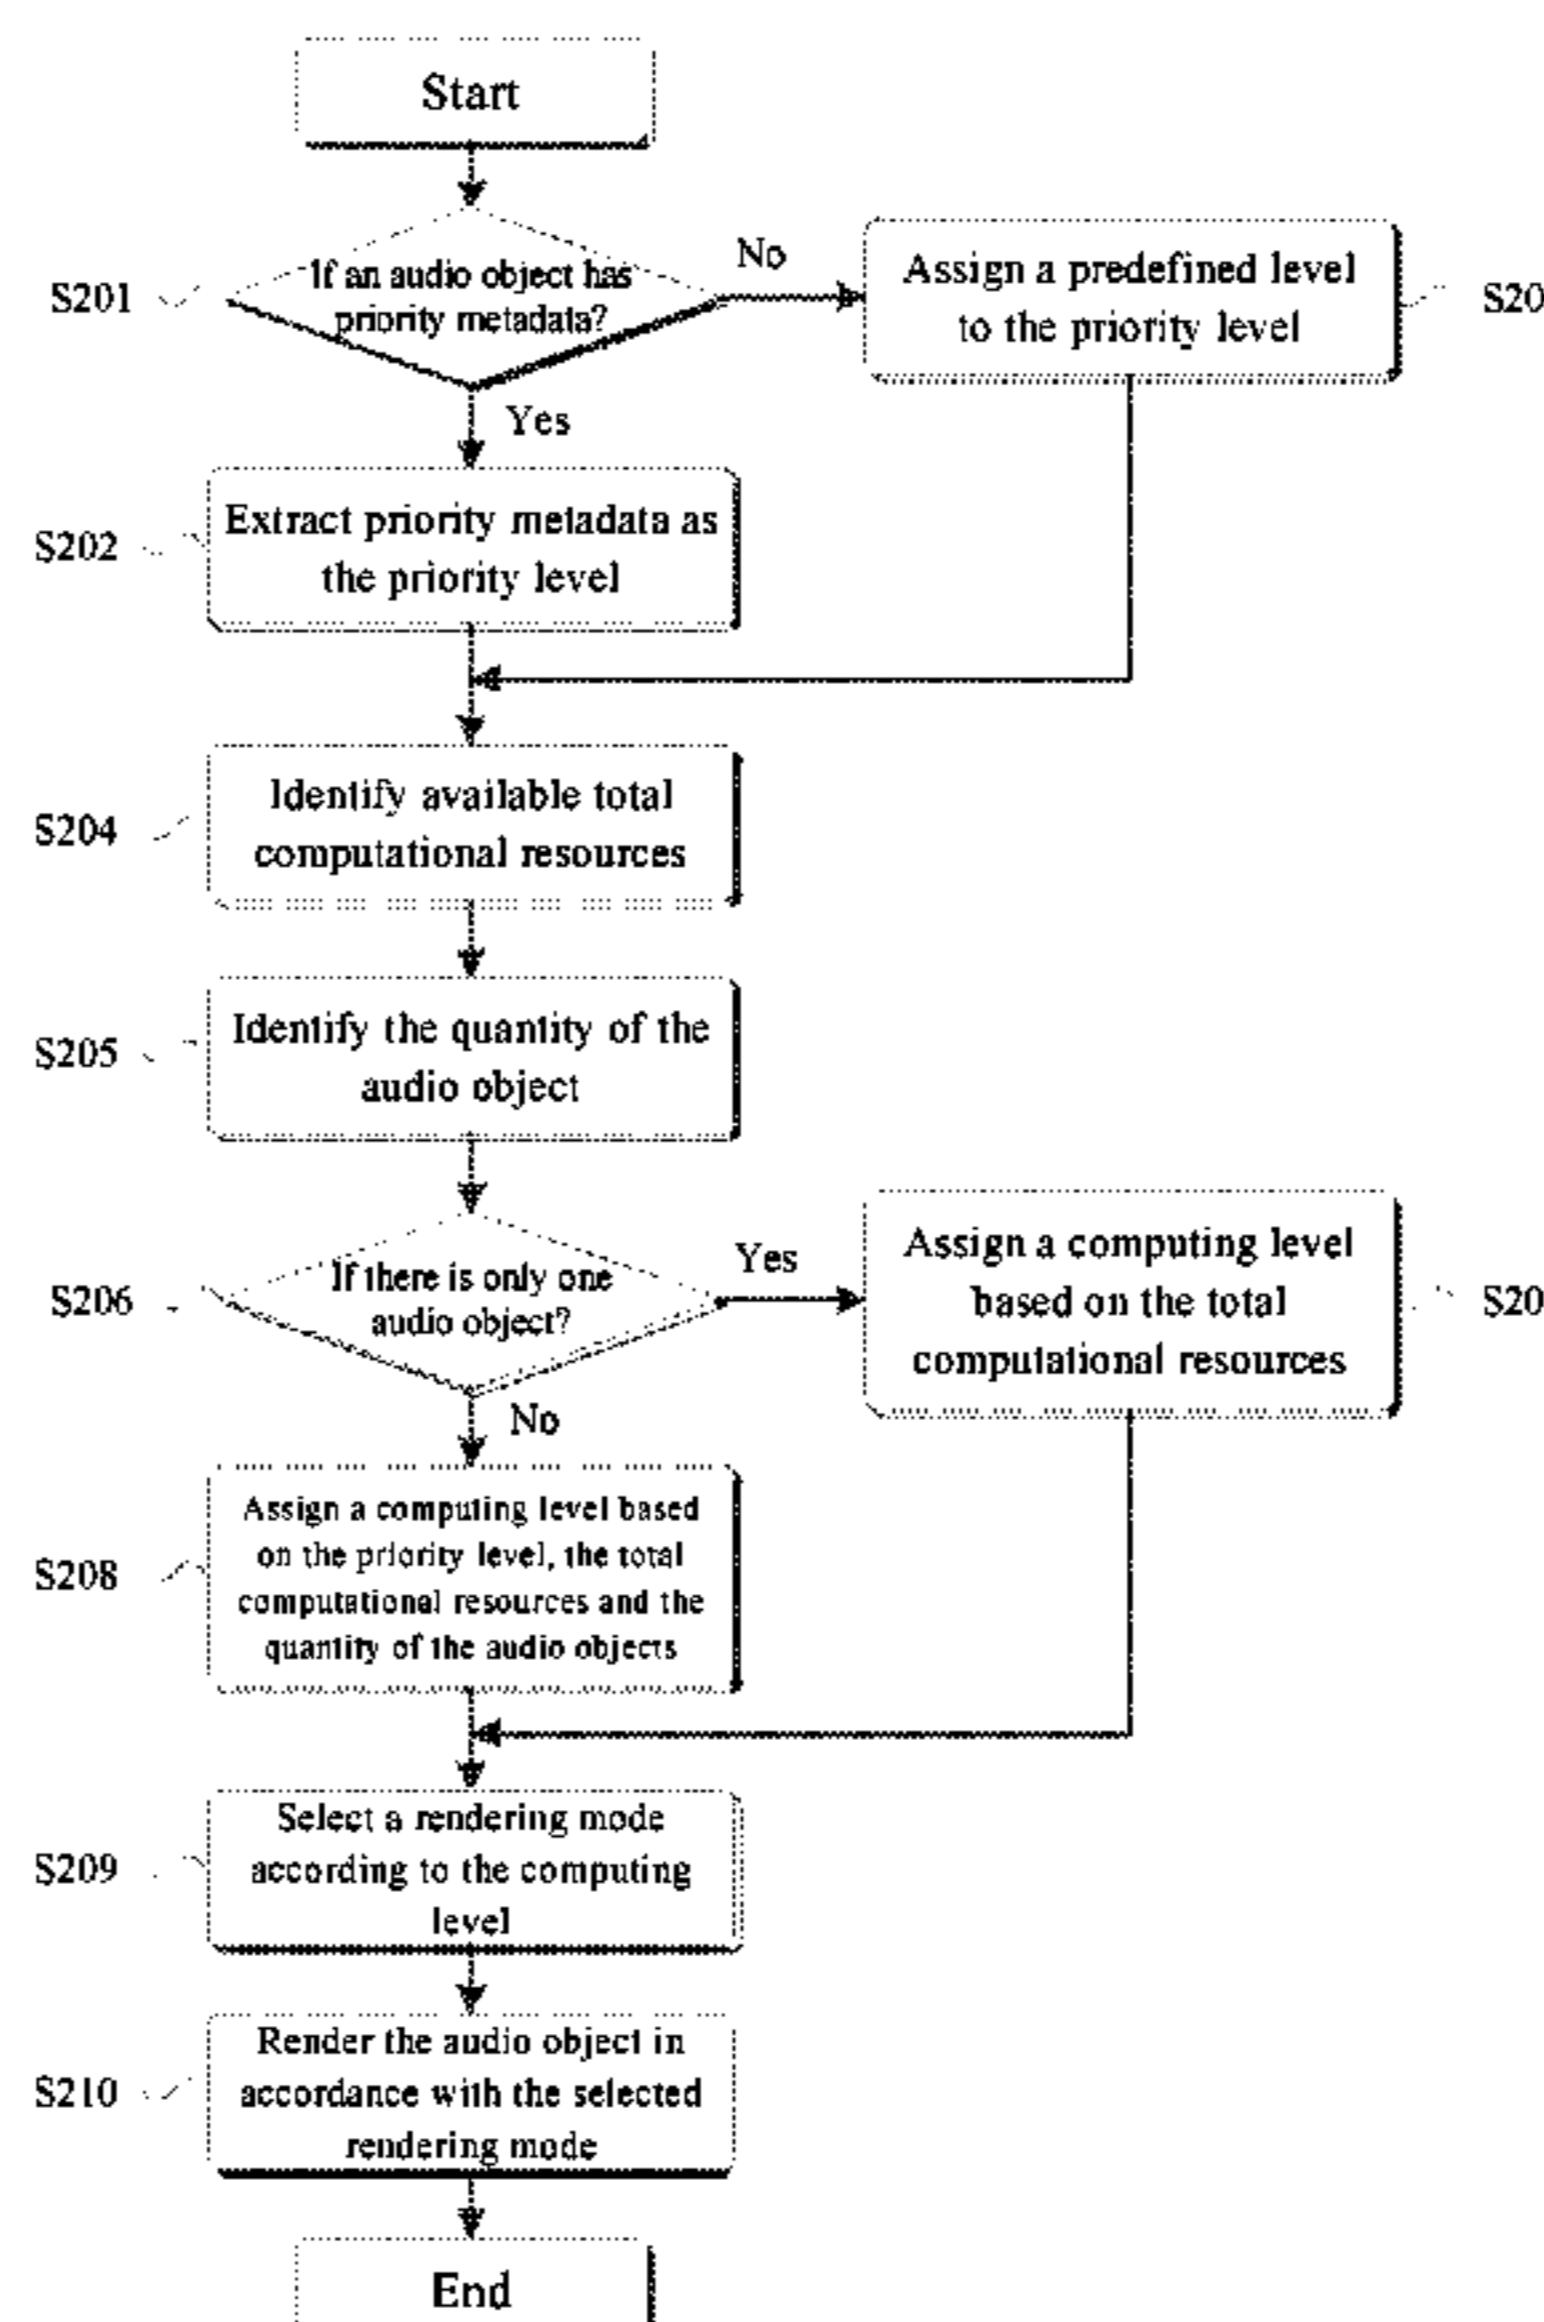 Start
S201
If an audio object has
priority metadata?
No
Assign a predefined level
to the priority level
S20
Yes
S202
Extract priority metadata as
the priority level
S204
Identify available total
computational resources
S205
Identify the quantity of the
audio object
S206
If there is only one
audio object?
Yes
Assign a computing level
based on the total
computational resources
S20
No
S208
Assign a computing level based
on the priority level, the total
computational resources and the
quantity of the audio objects
S209
Select a rendering mode
according to the computing
level
S210
Render the audio object in
accordance with the selected
rendering mode
End